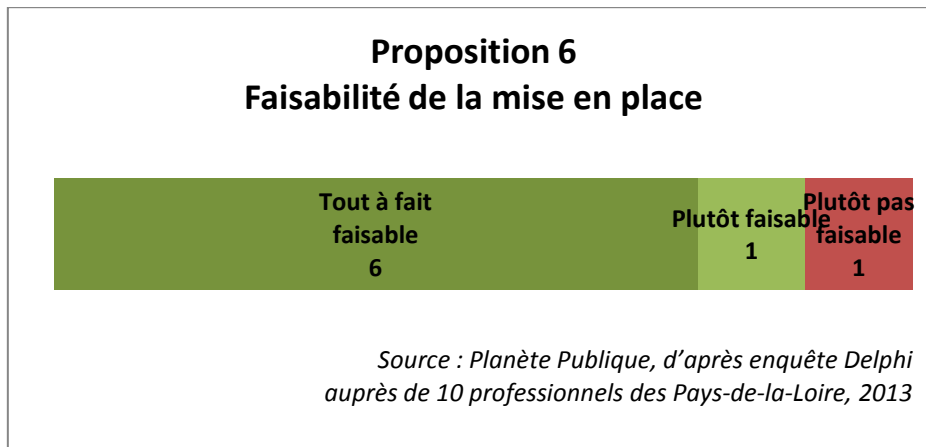 Proposition 6
Faisabilité de la mise en place
Tout à fait
faisable
6
Plutôt faisable
1
Plutôt pas
faisable
1
Source : Planète Publique, d’après enquête Delphi
auprès de 10 professionnels des Pays-de-la-Loire, 2013